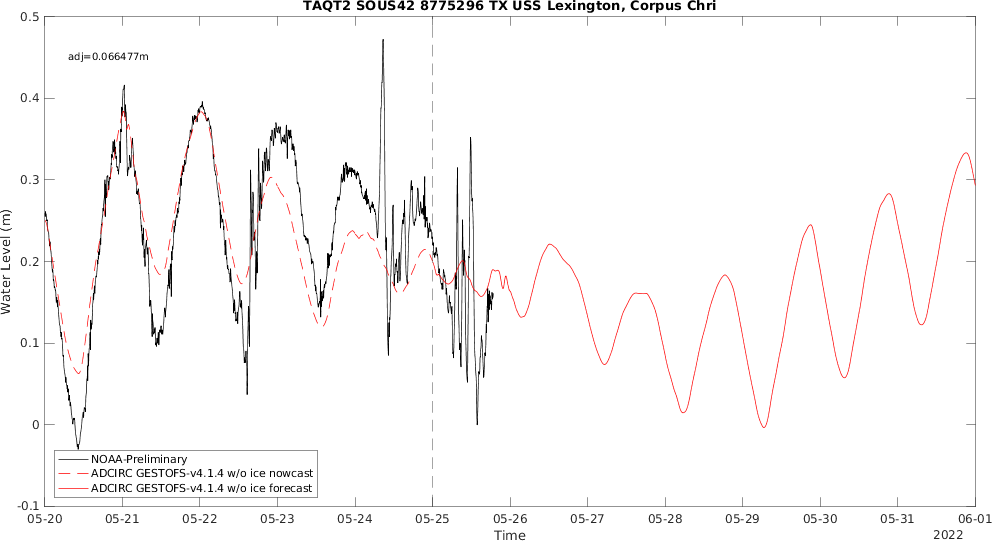 TAQT2 SOUS42 8775296 TX USS Lexington, Corpus Chri
0.5
adj=0.066477m
0.4
0.3
0.2
0.1
0
-0.1
Water Level (m)
NOAA-Preliminary
ADCIRC GESTOFS-v4.1.4 w/o ice nowcast
ADCIRC GESTOFS-v4.1.4 w/o ice forecast
05-20 05-21 05-22 05-23 05-24 05-25 05-26 05-27 05-28 05-29 05-30 05-31 06-01
Time
2022